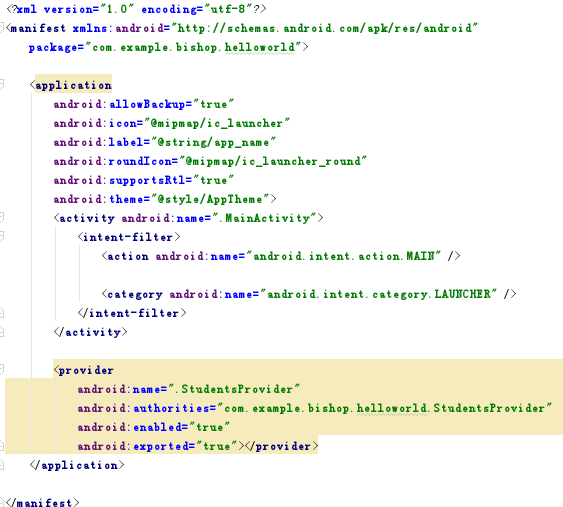 <?xml version="1.0" encoding="utf-8"?>
<manifest xmlns:android="http://schemas.android.com/apk/res/android"
package="com.example.bishop.helloworld">
<application
android:allowBackup="true"
android:icon="@mipmap/ic_launcher"
android:label="@string/app_name"
android:roundIcon="@mipmap/ic_launcher_round"
android:supportsRtl="true"
android:theme="@style/AppTheme">
<activity android:name=".MainActivity">
<intent-filter>
<action android:name="android.intent.action.MAIN" />
<category android:name="android.intent.category.LAUNCHER" />
</intent-filter>
</activity>
<provider
android:name=".StudentsProvider"
android:authorities="com.example.bishop.helloworld.StudentsProvider"
android:enabled="true"
android:exported="true"></provider>
</application>
</manifest>